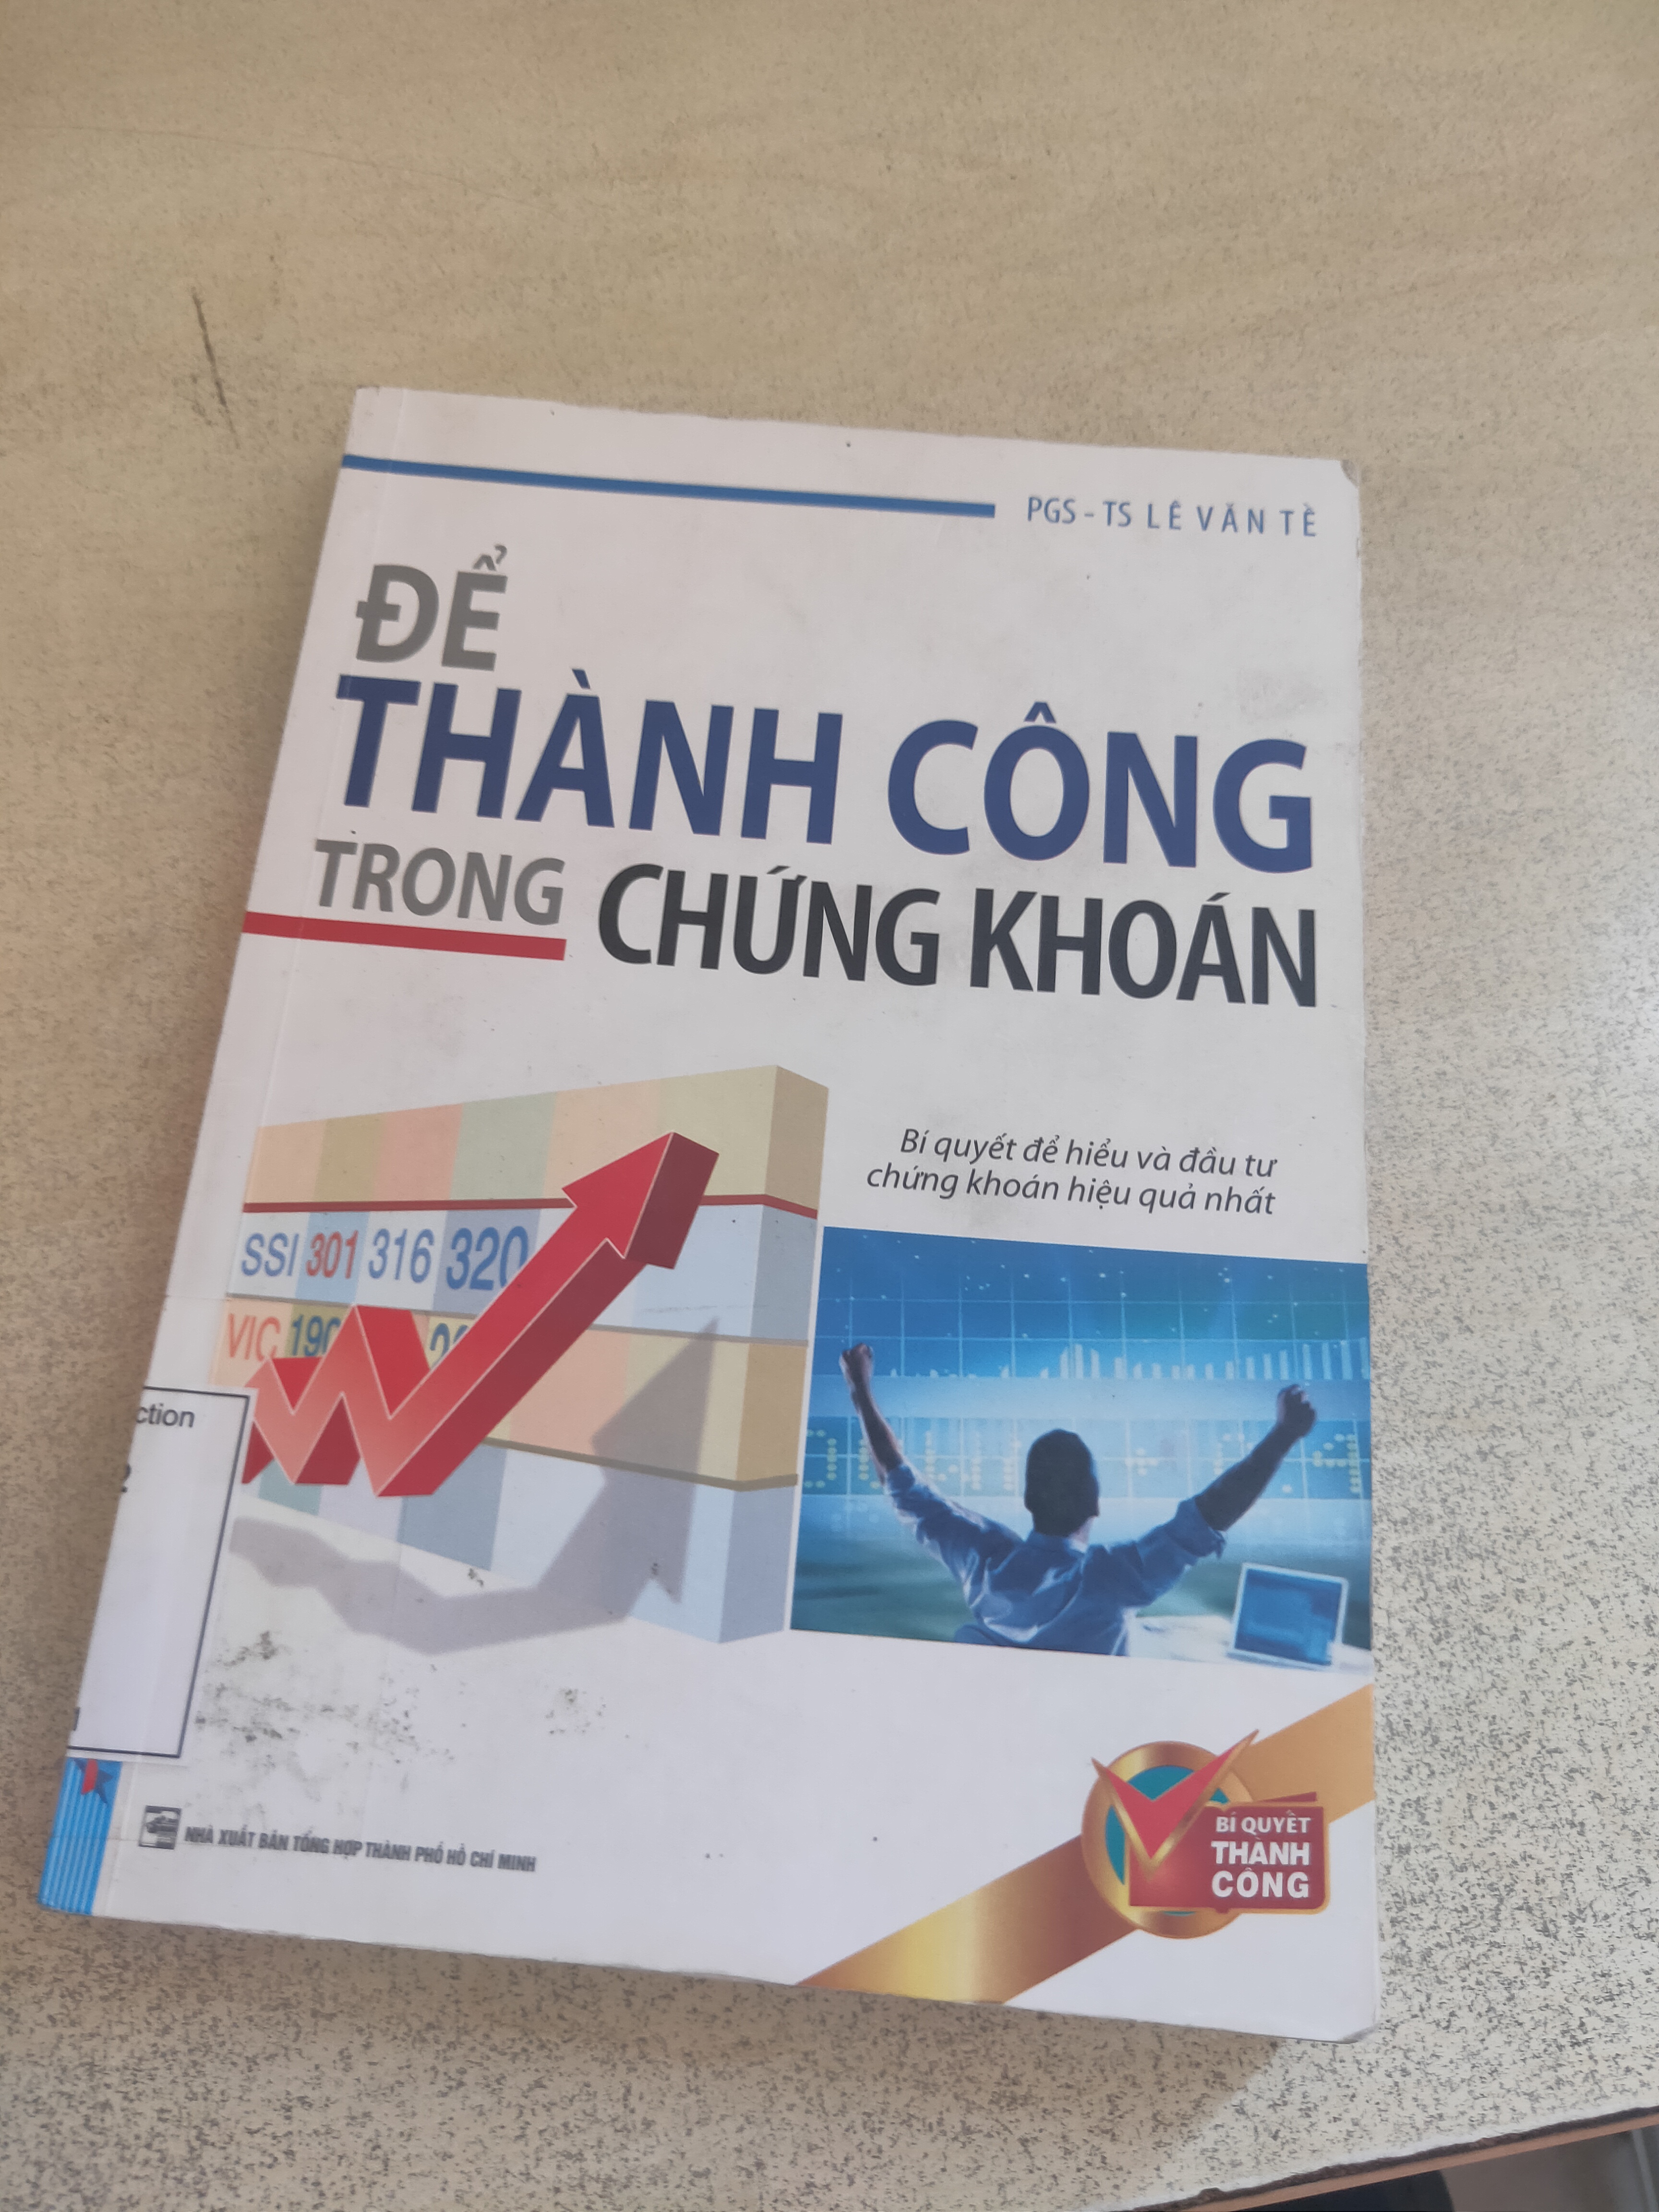 PGS - TS LÊ VĂN TÈ
ĐỂ
THÀNH CÔNG
TRONG CHỨNG KHOÁN
Bí quyết để hiểu và đầu tư
chứng khoán hiệu quả nhất
SSI 301 316 320
VIC
BÍ QUYẾT
THÀNH
CÔNG
NHÀ XUẤT BẢN TỔNG HỢP THÀNH PHỐ HỒ CHÍ MINH